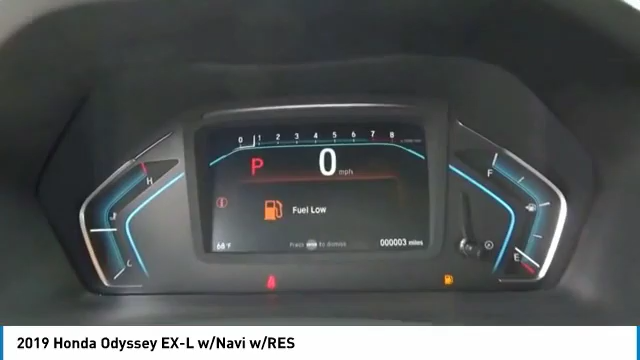 0 1 2 3 4 5 6 7 8
P 0 mph
H
F
Fuel Low
68°F
Press to dismiss
000003 miles
C
E
2019 Honda Odyssey EX-L w/Navi w/RES